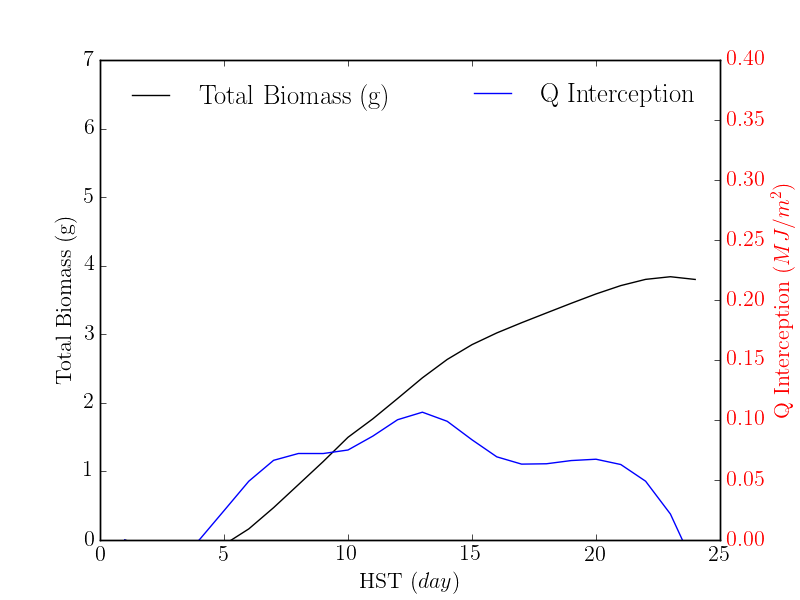 Total Biomass (g)
Q Interception
7
6
5
4
3
2
1
0
Total Biomass (g)
0.40
0.35
0.30
0.25
0.20
0.15
0.10
0.05
0.00
Q Interception (MJ/m²)
0 5 10 15 20 25
HST (day)